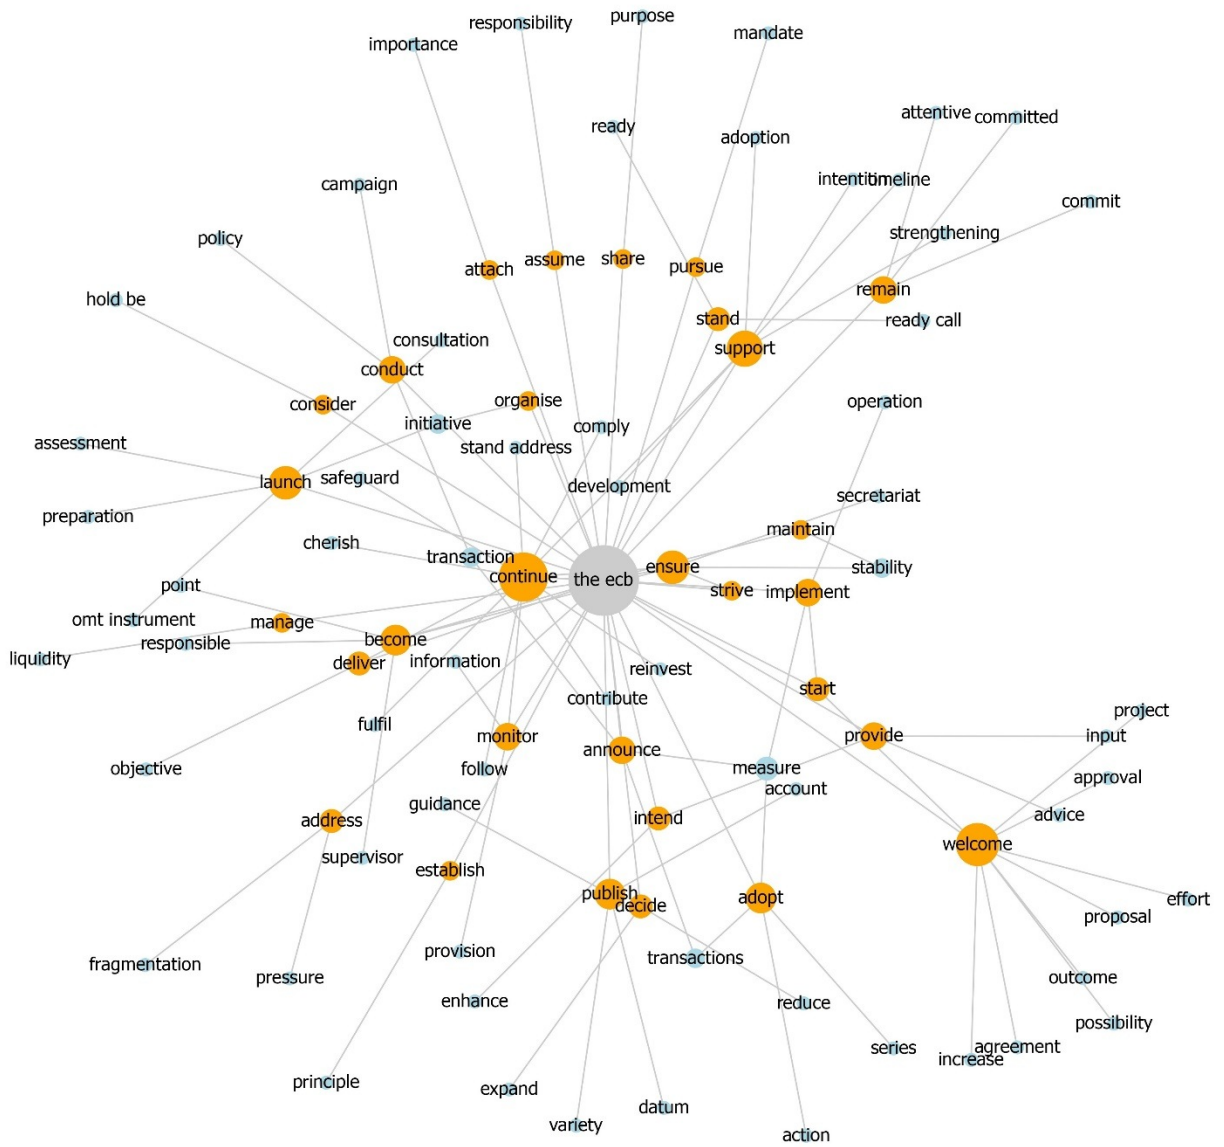 responsibility
purpose
importance
mandate
attentive
committed
ready
adoption
campaign
intention
timeline
commit
policy
strengthening
attach
assume
share
pursue
remain
hold be
stand
ready call
consultation
support
conduct
consider
organise
operation
initiative
comply
assessment
stand address
launch
safeguard
development
secretariat
preparation
maintain
cherish
transaction
continue
the ecb
ensure
stability
point
strive
implement
omt instrument
manage
responsible
become
liquidity
deliver
information
reinvest
contribute
start
fulfil
project
monitor
announce
provide
input
objective
follow
measure
approval
account
guidance
intend
advice
address
welcome
supervisor
establish
publish
decide
adopt
effort
proposal
provision
transactions
fragmentation
pressure
outcome
enhance
reduce
possibility
series
agreement
increase
principle
expand
datum
variety
action